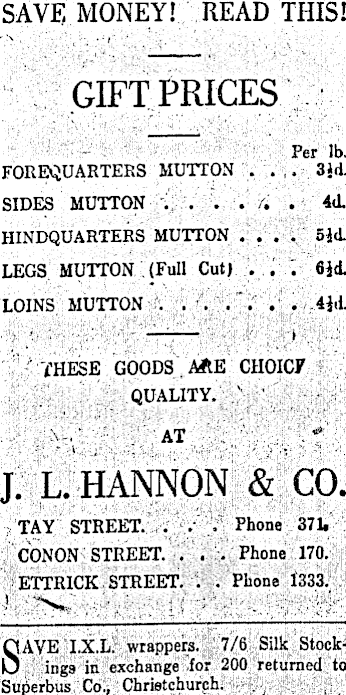 SAVE MONEY! READ THIS!
GIFT PRICES
Per lb.
FOREQUARTERS MUTTON . . . 3½d.
SIDES MUTTON . . . . . . 4d.
HINDQUARTERS MUTTON . . . . 5½d.
LEGS MUTTON (Full Cut) . . . 6½d.
LOINS MUTTON . . . . . . . 4½d.
THESE GOODS ARE CHOICE
QUALITY.
AT
J. L. HANNON & CO.
TAY STREET. . . . Phone 371.
CONON STREET. . . . Phone 170.
ETTRICK STREET. . . Phone 1333.
SAVE I.X.L. wrappers. 7/6 Silk Stock-
ings in exchange for 200 returned to
Superbus Co., Christchurch.